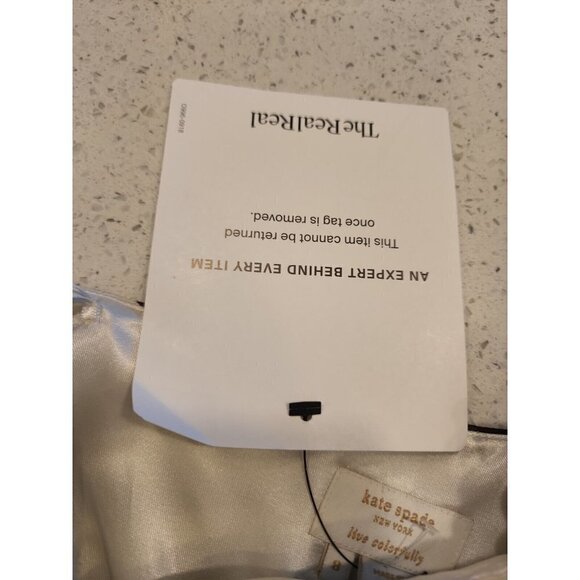 AN EXPERT BEHIND EVERY ITEM
This item cannot be returned
once tag is removed.
TheRealReal
kate spade
NEW YORK
live colorfully
8